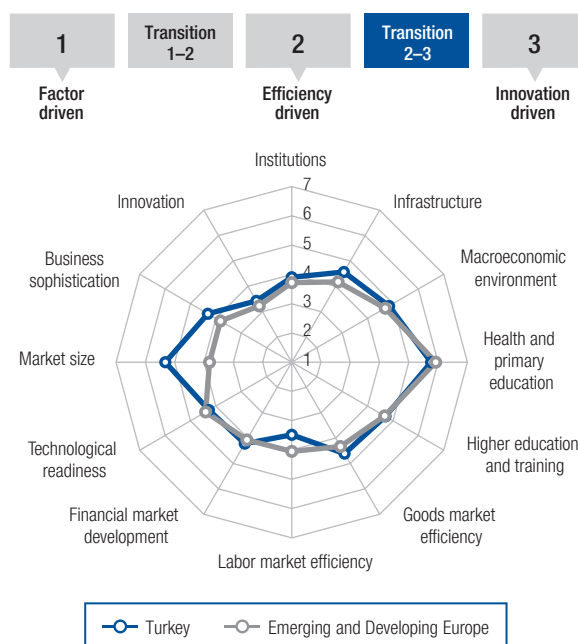 1
Transition
1–2
2
Transition
2–3
3
Factor
driven
Efficiency
driven
Innovation
driven
Institutions
7
6
5
4
3
2
1
Infrastructure
Macroeconomic
environment
Health and
primary
education
Higher education
and training
Goods market
efficiency
Labor market efficiency
Financial market
development
Technological
readiness
Market size
Business
sophistication
Innovation
Turkey
Emerging and Developing Europe